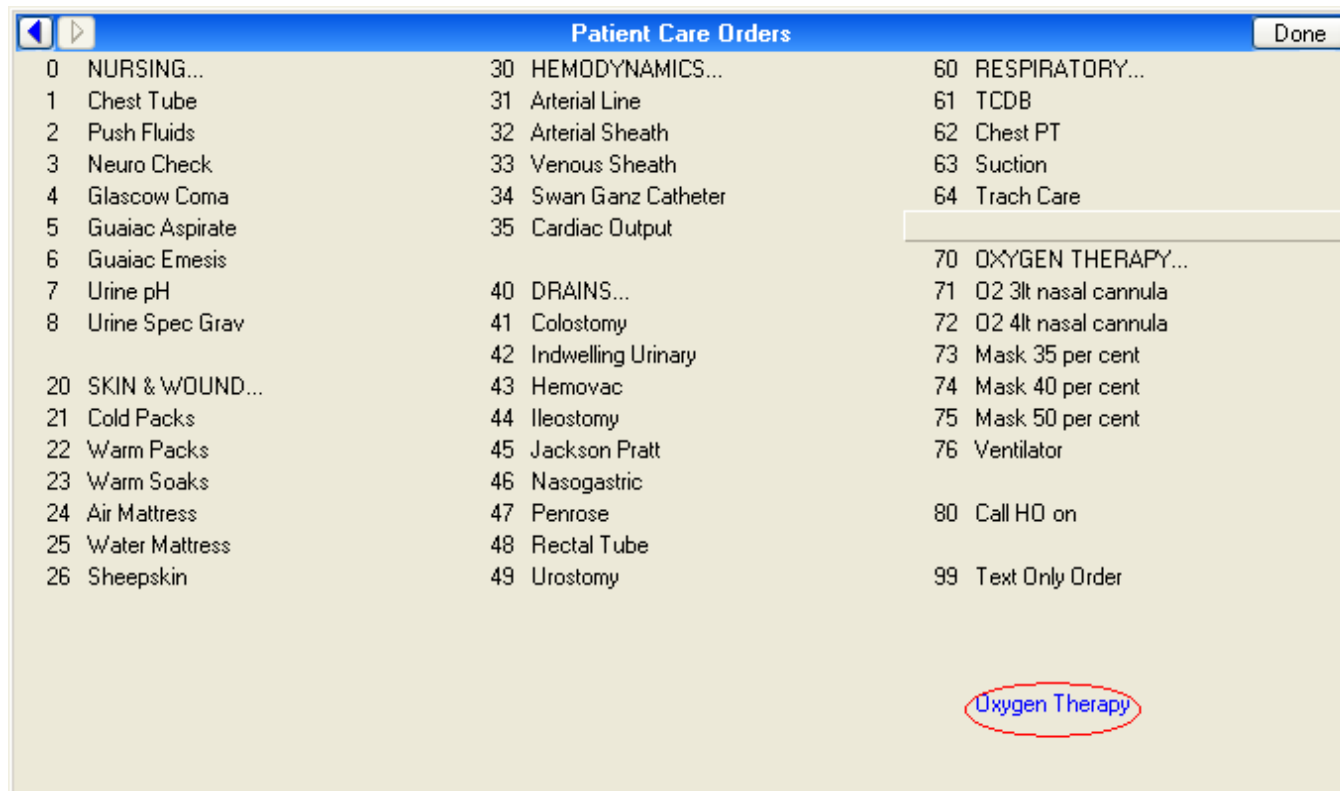 Patient Care Orders
Done
0 NURSING...
1 Chest Tube
2 Push Fluids
3 Neuro Check
4 Glascow Coma
5 Guaiac Aspirate
6 Guaiac Emesis
7 Urine pH
8 Urine Spec Grav
20 SKIN & WOUND...
21 Cold Packs
22 Warm Packs
23 Warm Soaks
24 Air Mattress
25 Water Mattress
26 Sheepskin
30 HEMODYNAMICS...
31 Arterial Line
32 Arterial Sheath
33 Venous Sheath
34 Swan Ganz Catheter
35 Cardiac Output
40 DRAINS...
41 Colostomy
42 Indwelling Urinary
43 Hemovac
44 Ileostomy
45 Jackson Pratt
46 Nasogastric
47 Penrose
48 Rectal Tube
49 Urostomy
60 RESPIRATORY...
61 TCDB
62 Chest PT
63 Suction
64 Trach Care
70 OXYGEN THERAPY...
71 O2 3lt nasal cannula
72 O2 4lt nasal cannula
73 Mask 35 per cent
74 Mask 40 per cent
75 Mask 50 per cent
76 Ventilator
80 Call HO on
99 Text Only Order
Oxygen Therapy